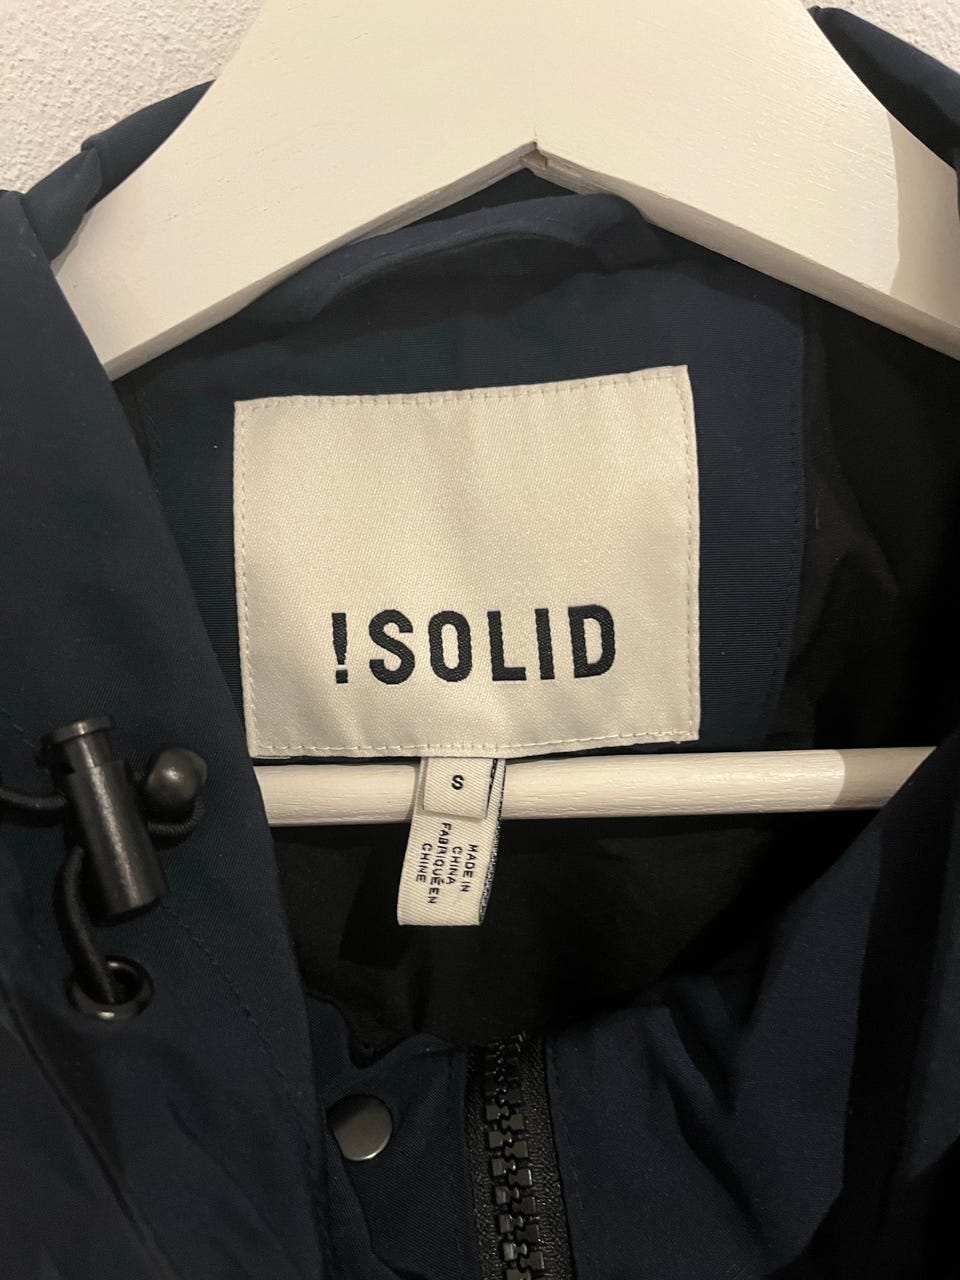 !SOLID
S
MADE IN
CHINA
FABRIQUÉ EN
CHINE